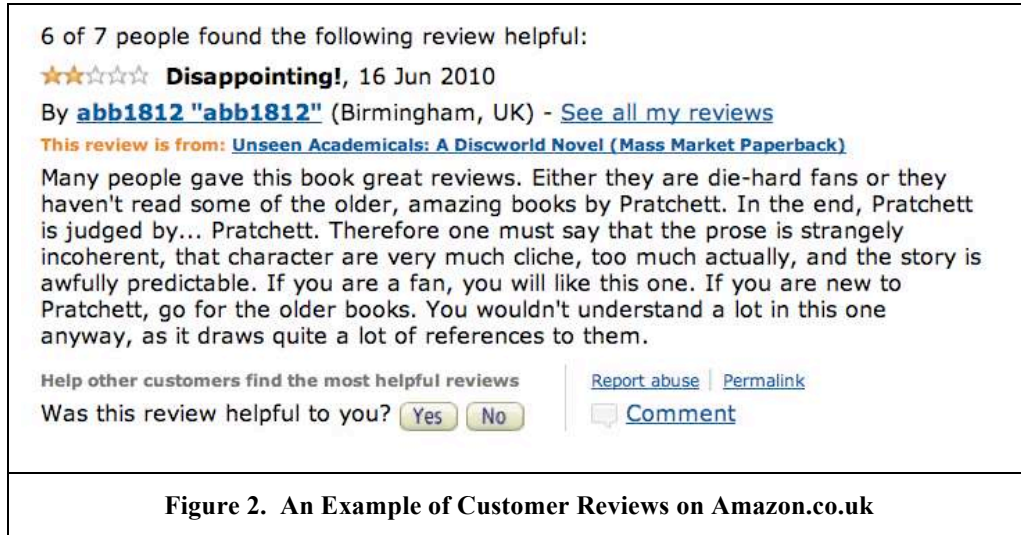 6 of 7 people found the following review helpful:
Disappointing!, 16 Jun 2010
By abb1812 "abb1812" (Birmingham, UK) - See all my reviews
This review is from: Unseen Academicals: A Discworld Novel (Mass Market Paperback)
Many people gave this book great reviews. Either they are die-hard fans or they
haven't read some of the older, amazing books by Pratchett. In the end, Pratchett
is judged by... Pratchett. Therefore one must say that the prose is strangely
incoherent, that character are very much cliche, too much actually, and the story is
awfully predictable. If you are a fan, you will like this one. If you are new to
Pratchett, go for the older books. You wouldn't understand a lot in this one
anyway, as it draws quite a lot of references to them.
Help other customers find the most helpful reviews
Was this review helpful to you? Yes No
Report abuse | Permalink
Comment
Figure 2. An Example of Customer Reviews on Amazon.co.uk